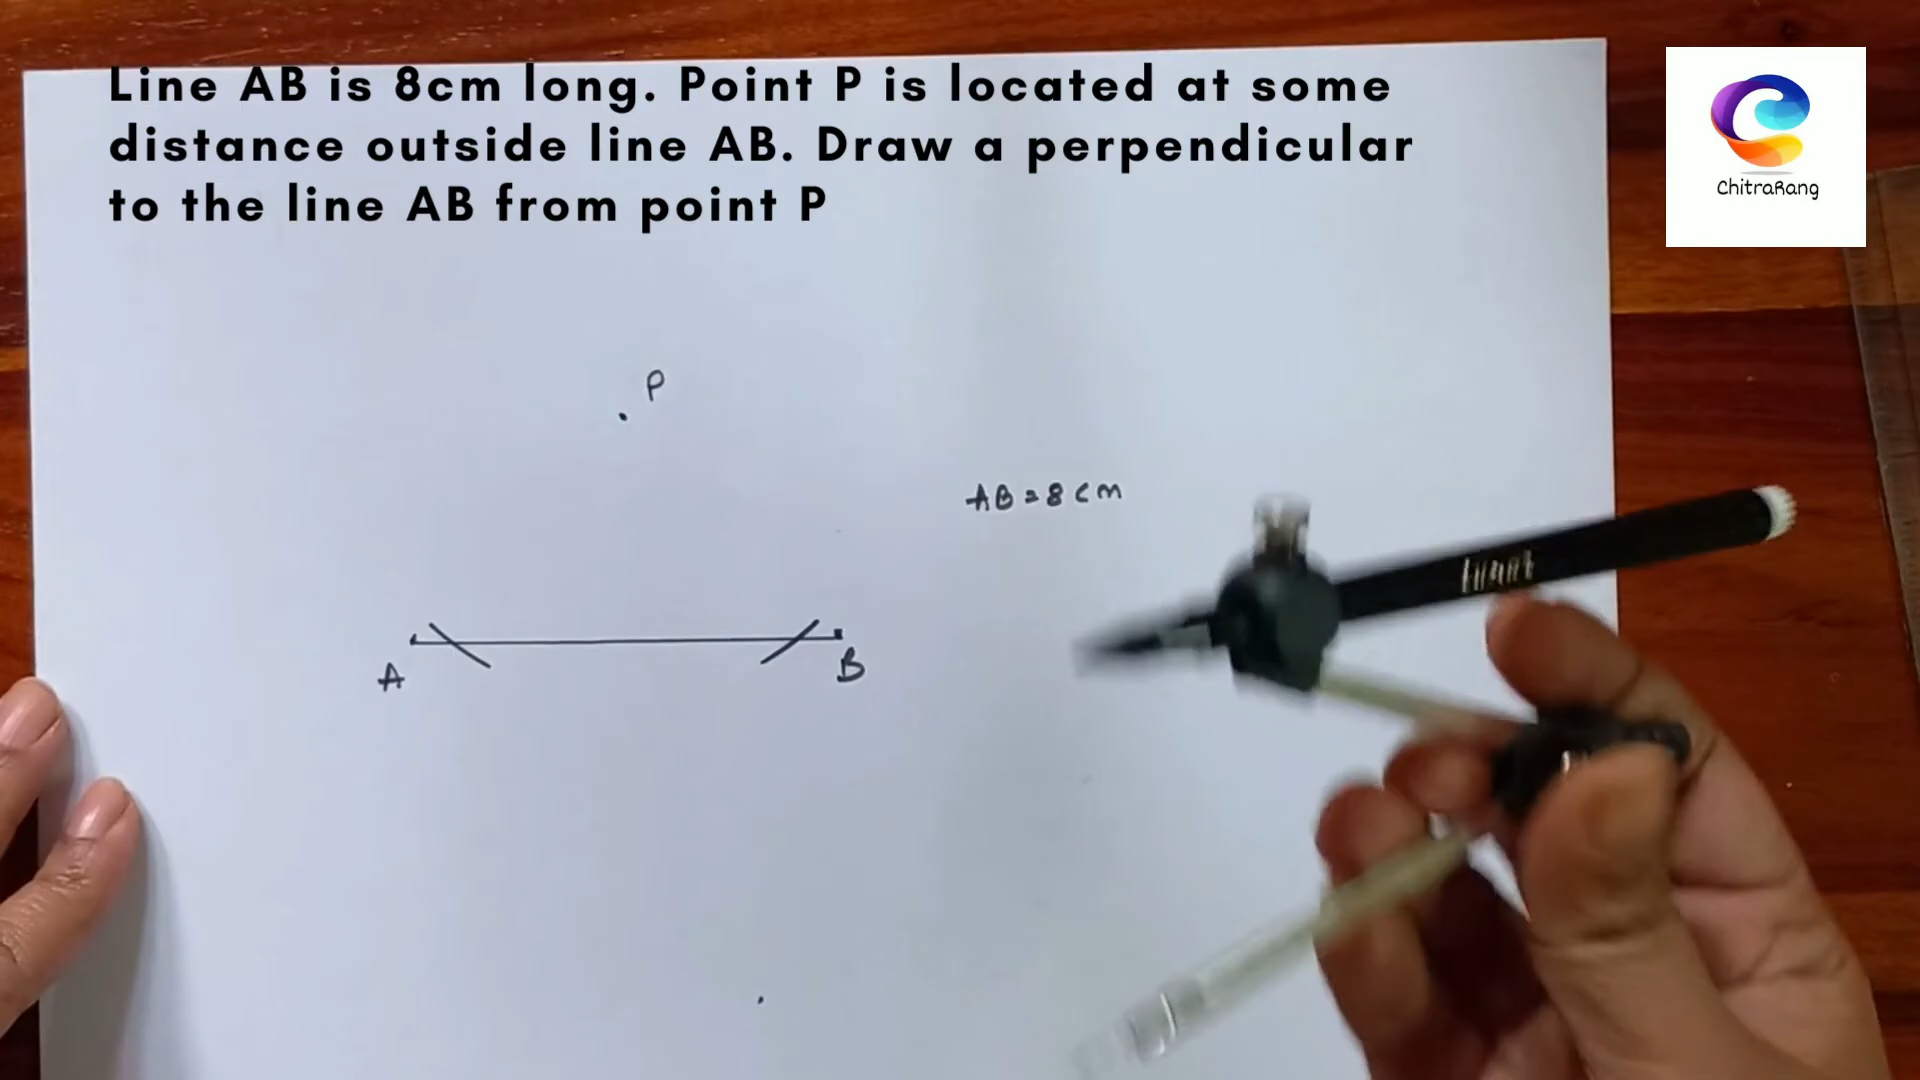 Line AB is 8cm long. Point P is located at some
distance outside line AB. Draw a perpendicular
to the line AB from point P
ChitraRang
P
AB = 8 cm
A
B